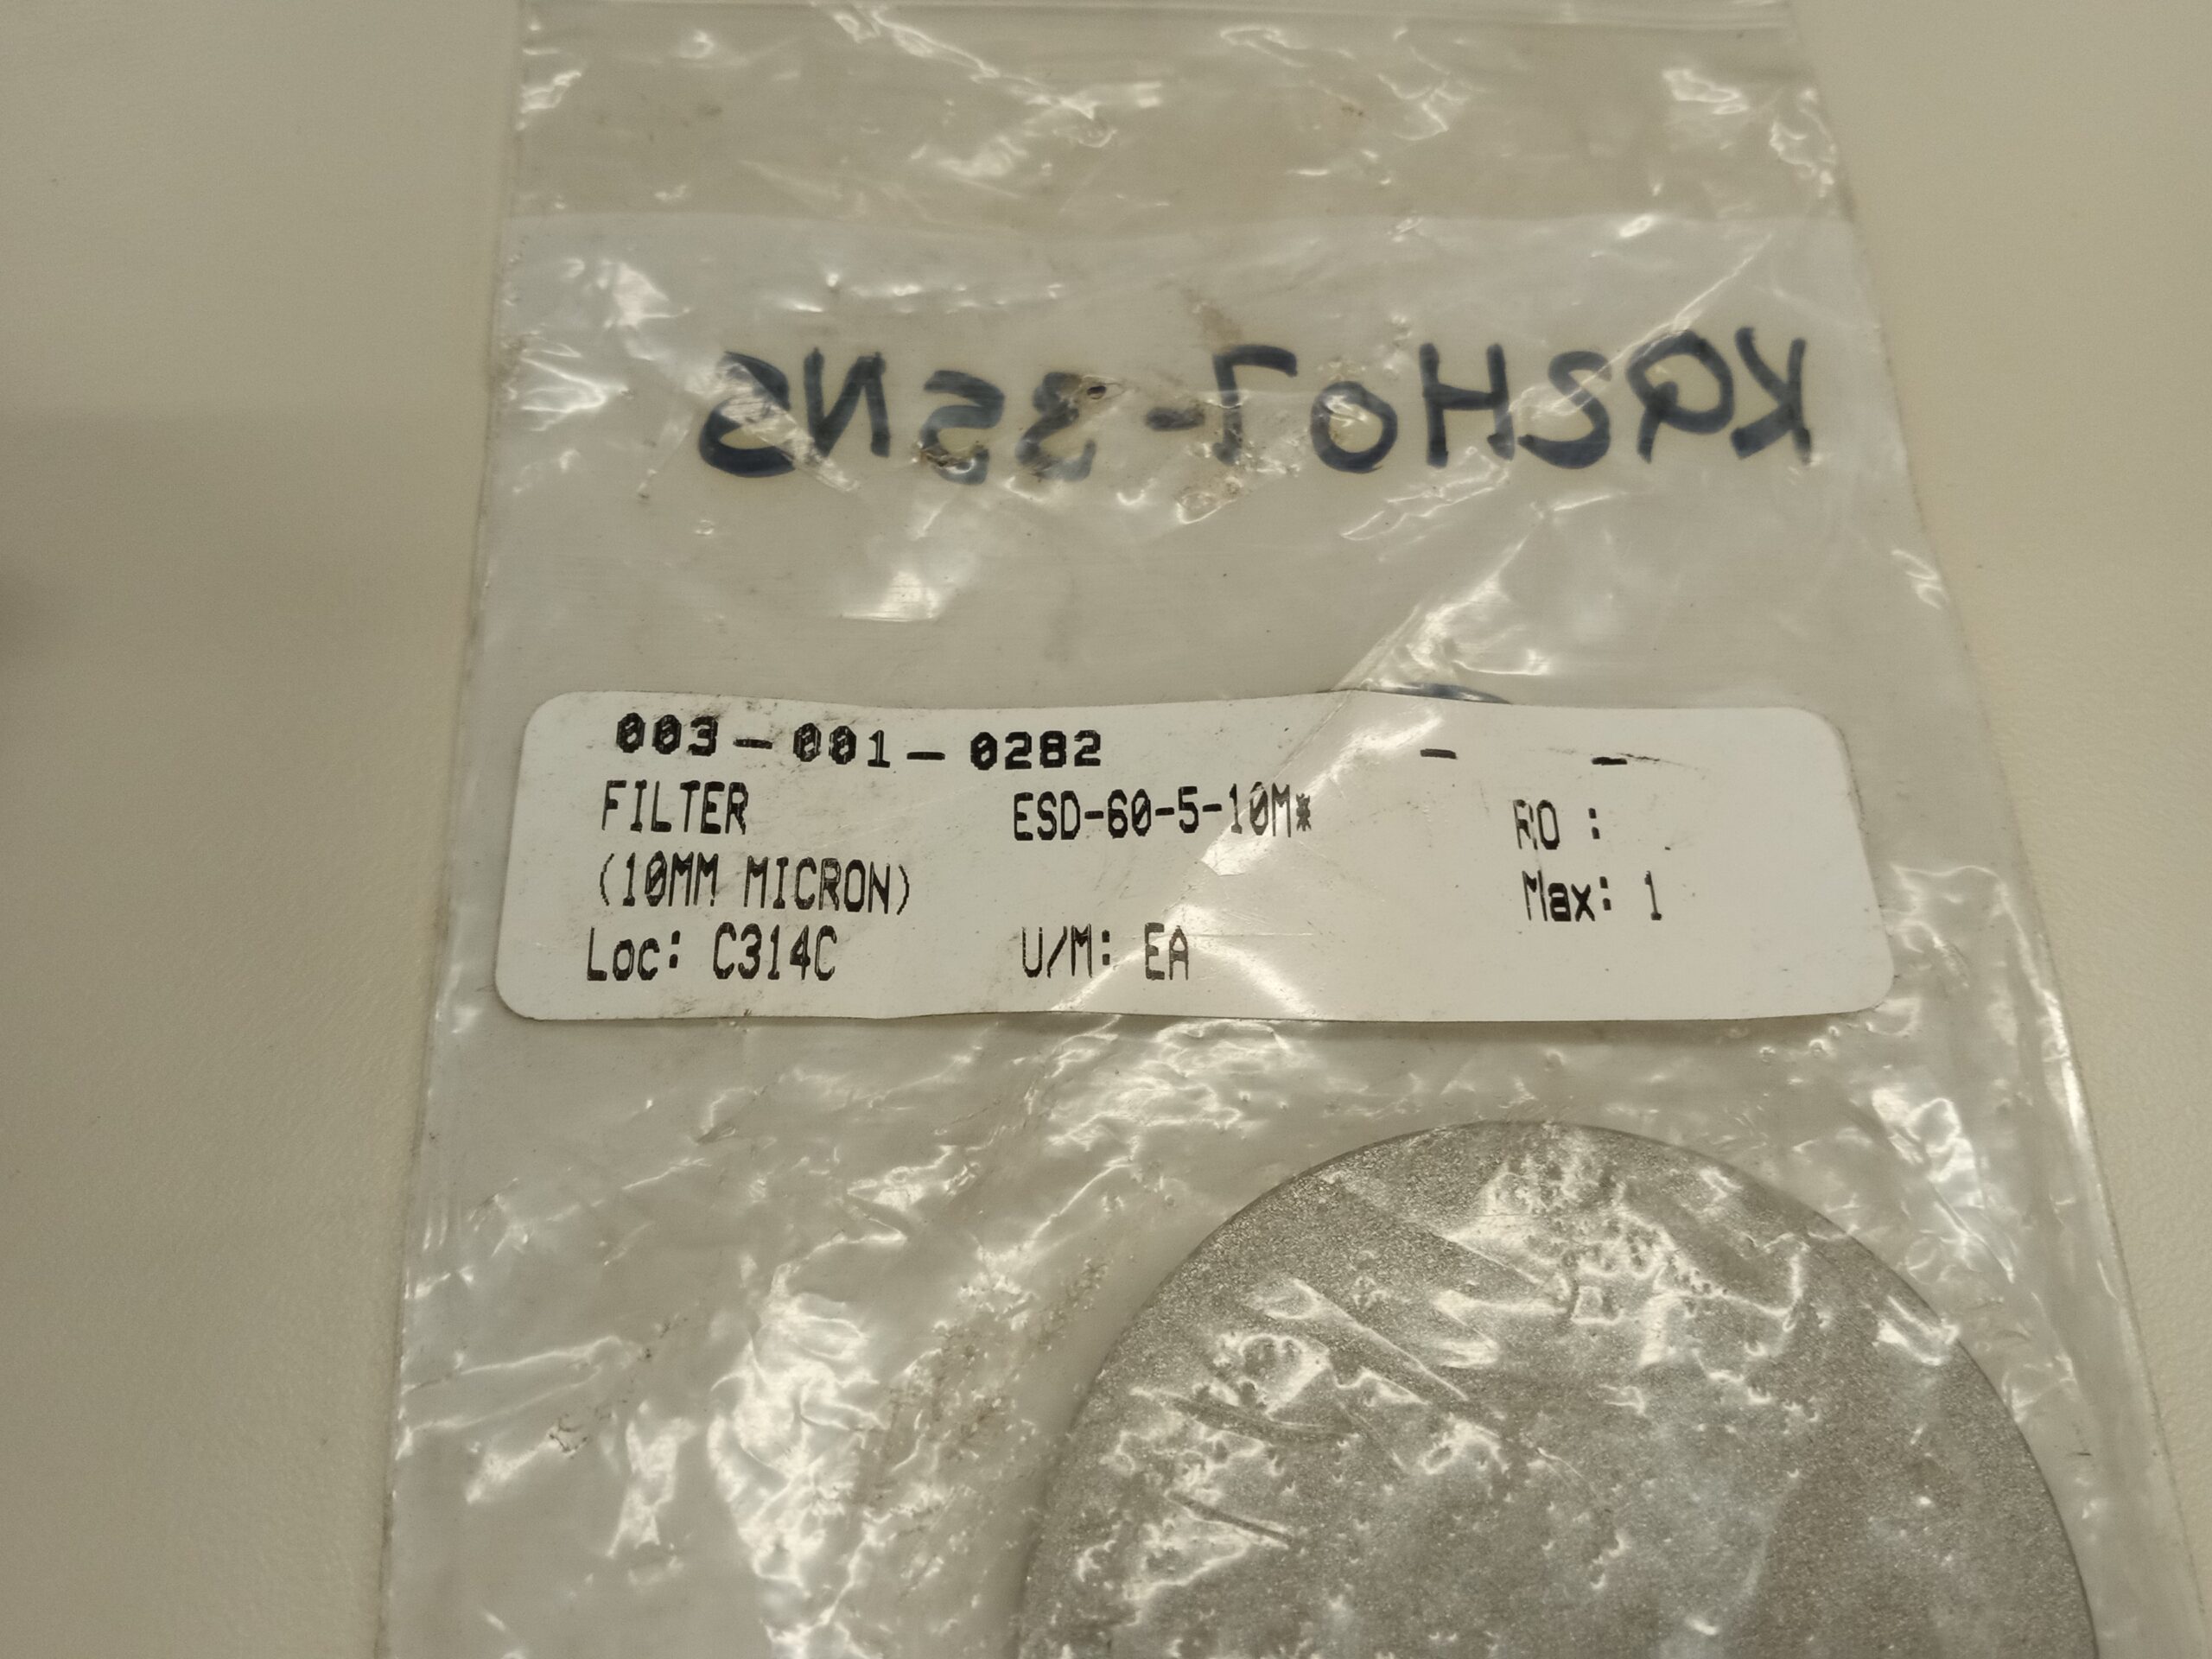 KQ2H07-35NS
003-001-0282 - -
FILTER ESD-60-5-10M* RO :
(10MM MICRON) Max: 1
Loc: C314C U/M: EA